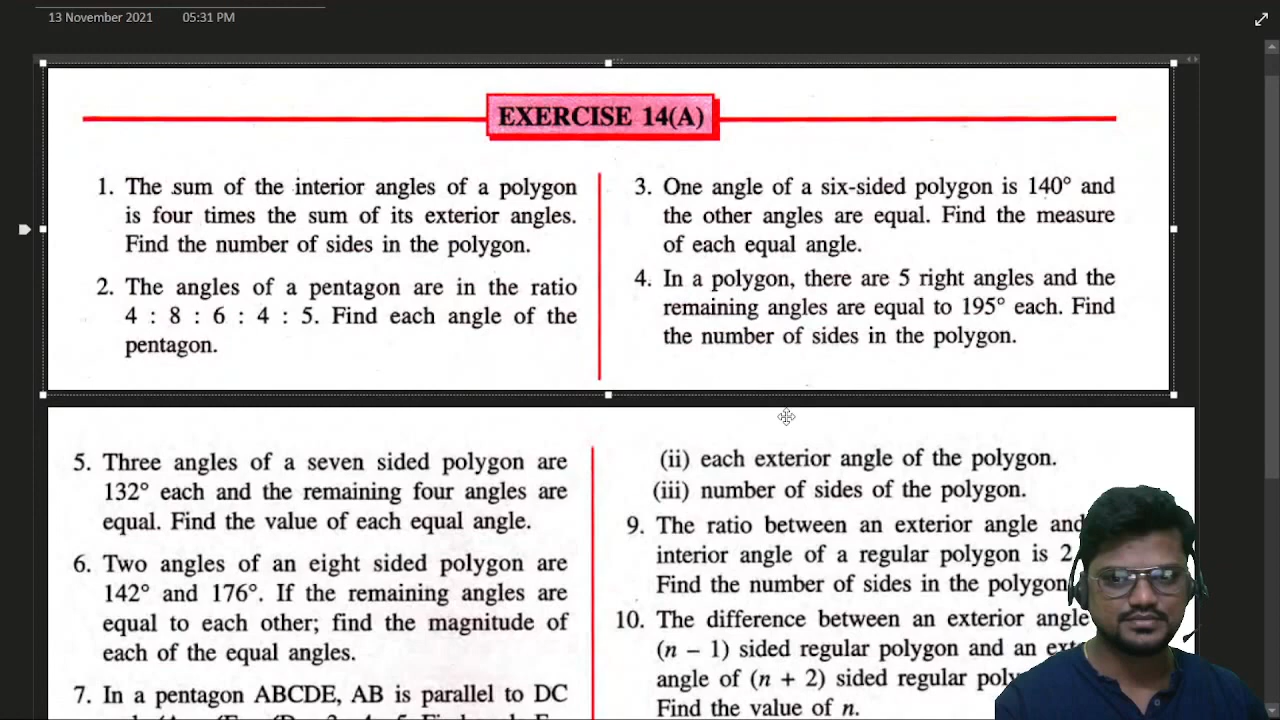 13 November 2021 05:31 PM
EXERCISE 14(A)
1. The sum of the interior angles of a polygon
is four times the sum of its exterior angles.
Find the number of sides in the polygon.
2. The angles of a pentagon are in the ratio
4 : 8 : 6 : 4 : 5. Find each angle of the
pentagon.
3. One angle of a six-sided polygon is 140° and
the other angles are equal. Find the measure
of each equal angle.
4. In a polygon, there are 5 right angles and the
remaining angles are equal to 195° each. Find
the number of sides in the polygon.
5. Three angles of a seven sided polygon are
132° each and the remaining four angles are
equal. Find the value of each equal angle.
6. Two angles of an eight sided polygon are
142° and 176°. If the remaining angles are
equal to each other; find the magnitude of
each of the equal angles.
7. In a pentagon ABCDE, AB is parallel to DC
(ii) each exterior angle of the polygon.
(iii) number of sides of the polygon.
9. The ratio between an exterior angle and
interior angle of a regular polygon is 2
Find the number of sides in the polygon
10. The difference between an exterior angle
(n − 1) sided regular polygon and an
angle of (n + 2) sided regular
Find the value of n.